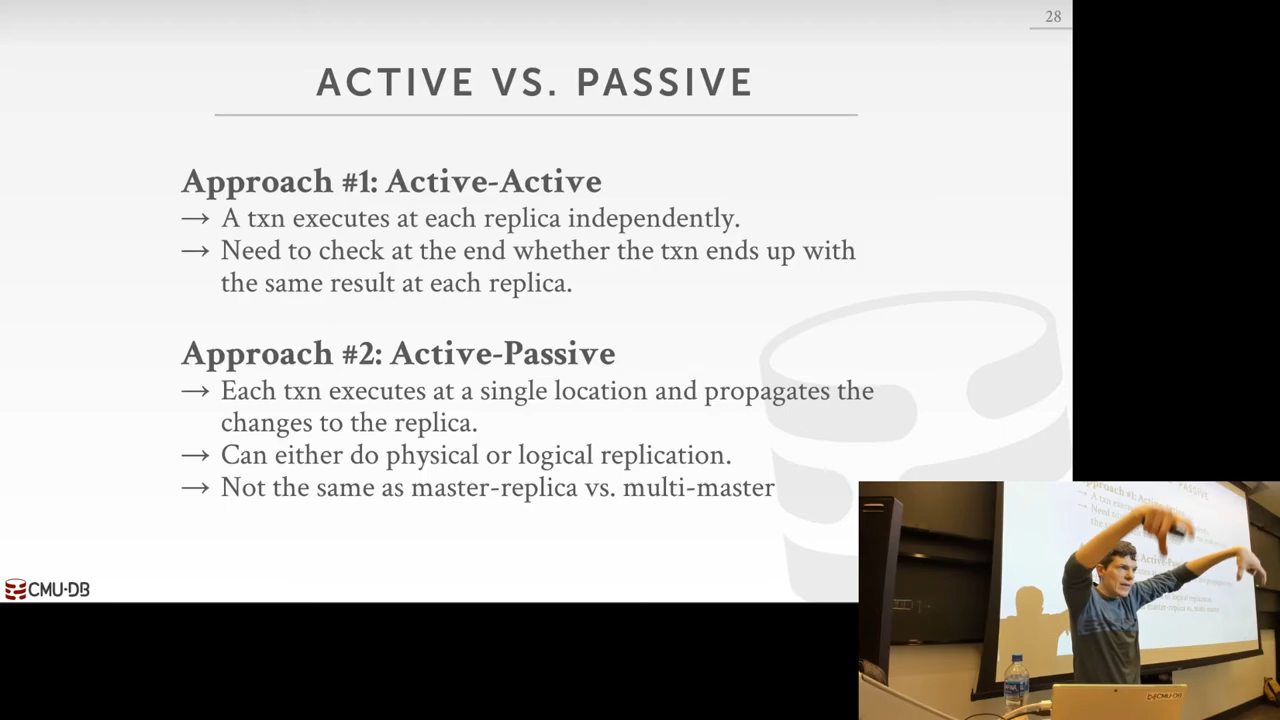 28
ACTIVE VS. PASSIVE
Approach #1: Active-Active
→ A txn executes at each replica independently.
→ Need to check at the end whether the txn ends up with
the same result at each replica.
Approach #2: Active-Passive
→ Each txn executes at a single location and propagates the
changes to the replica.
→ Can either do physical or logical replication.
→ Not the same as master-replica vs. multi-master
CMU·DB
CMU·DB